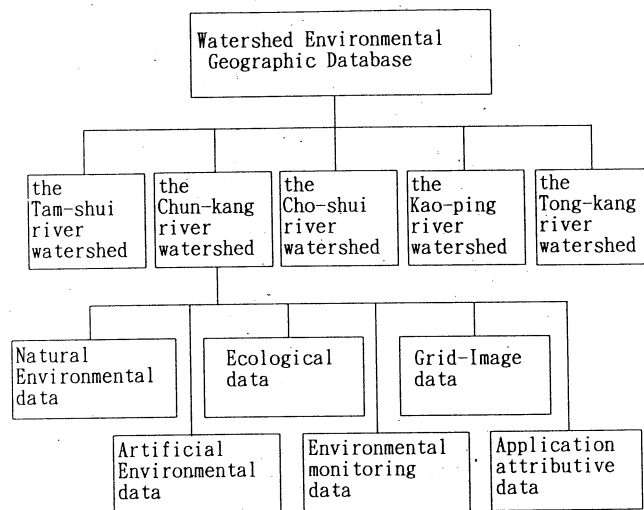 Watershed Environmental
Geographic Database
the
Tam-shui
river
watershed
the
Chun-kang
river
watershed
the
Cho-shui
river
watershed
the
Kao-ping
river
watershed
the
Tong-kang
river
watershed
Natural
Environmental
data
Ecological
data
Grid-Image
data
Artificial
Environmental
data
Environmental
monitoring
data
Application
attributive
data